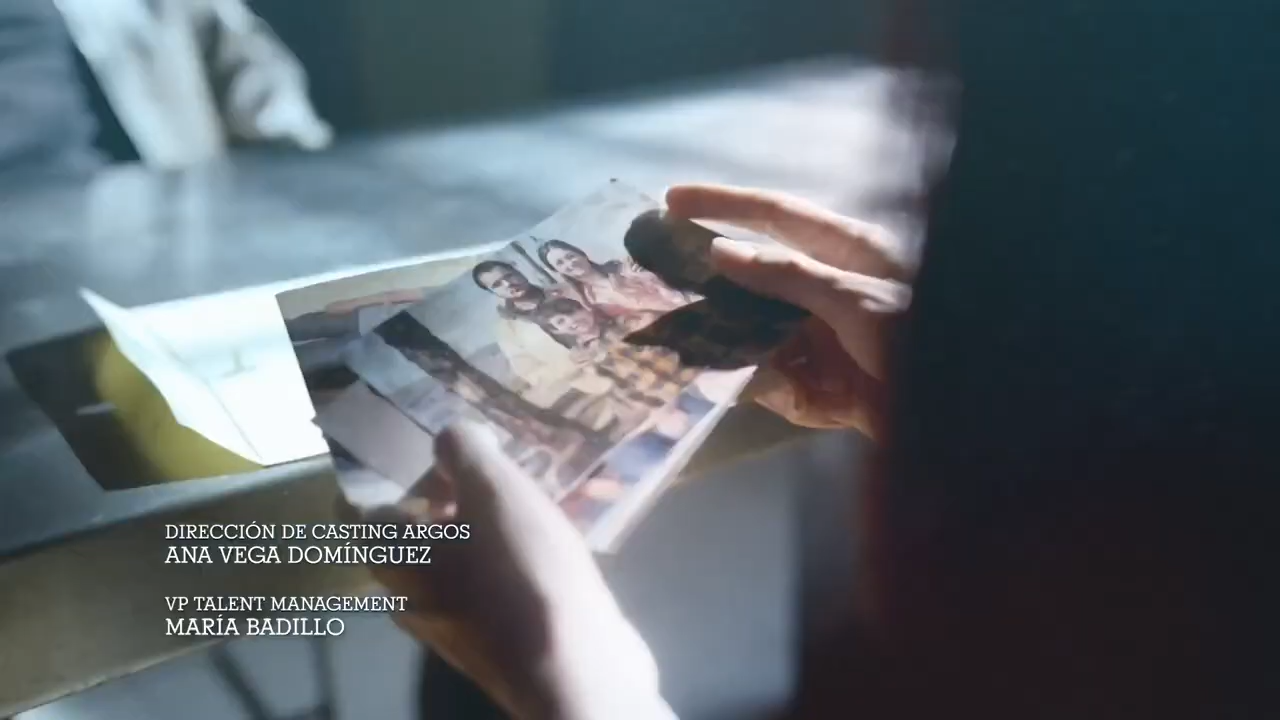 DIRECCIÓN DE CASTING ARGOS
ANA VEGA DOMÍNGUEZ
VP TALENT MANAGEMENT
MARÍA BADILLO